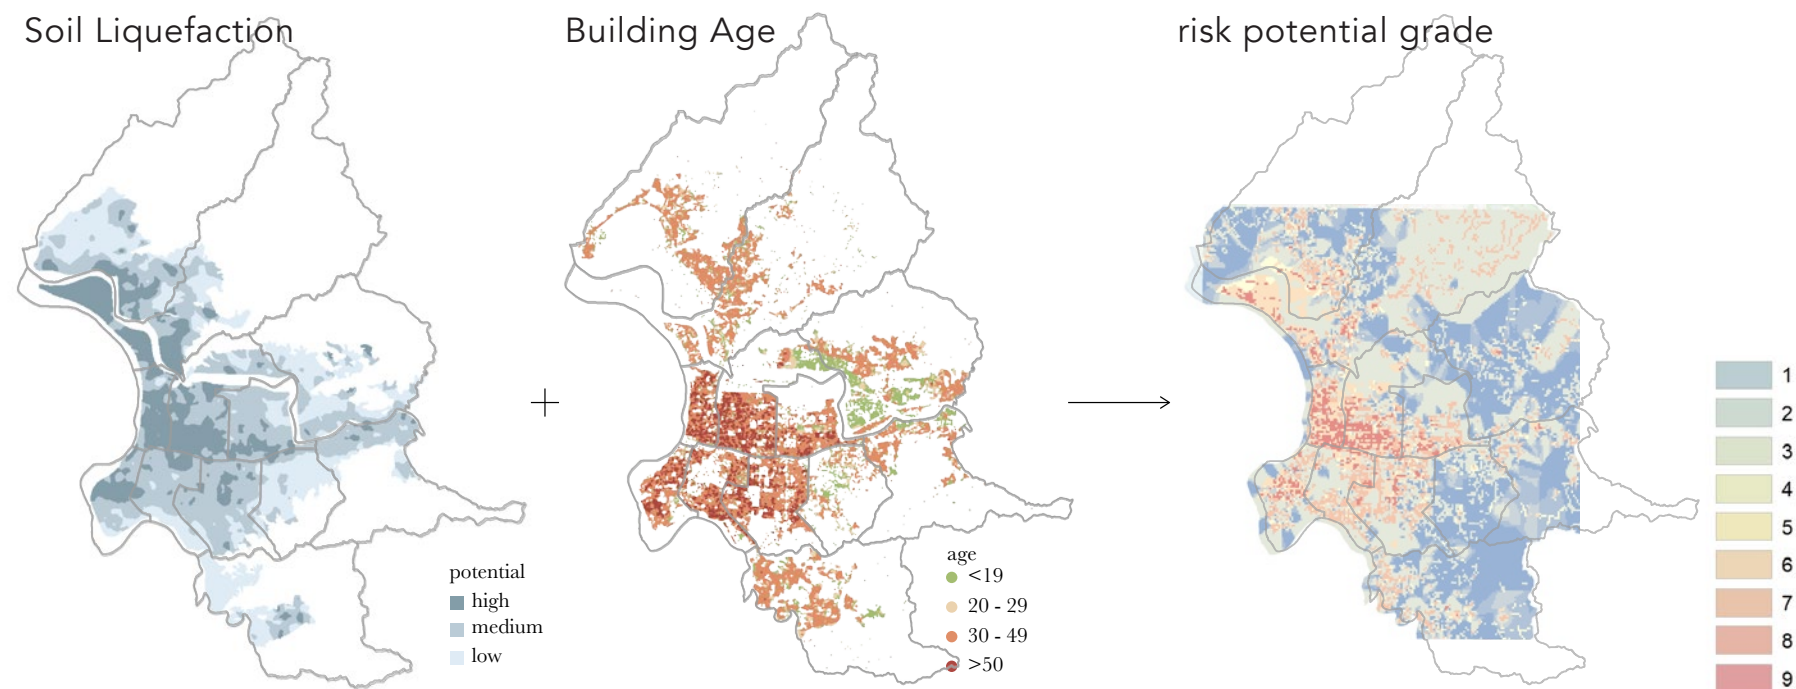 Soil Liquefaction
Building Age
risk potential grade
+
potential
high
medium
low
age
<19
20 - 29
30 - 49
>50
1
2
3
4
5
6
7
8
9